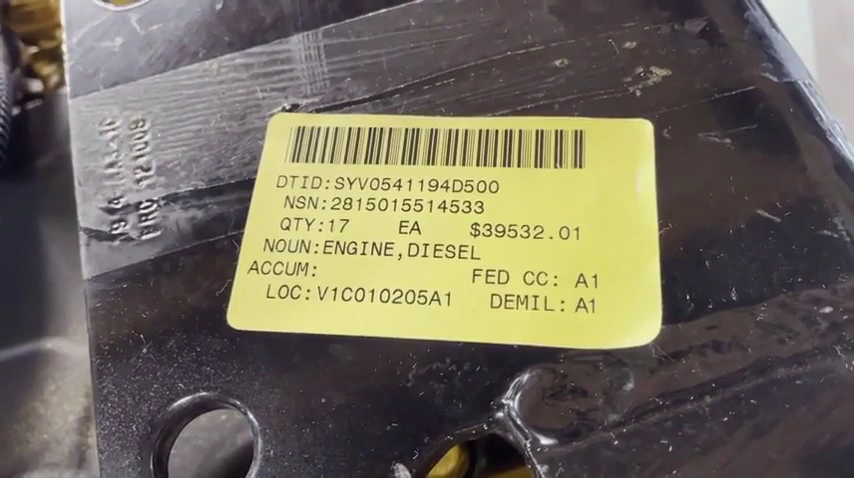 DTID:SYV0541194D500
NSN:2815015514533
QTY:17 EA $39532.01
NOUN:ENGINE,DIESEL
ACCUM: FED CC: A1
LOC:V1C010205A1 DEMIL: A1